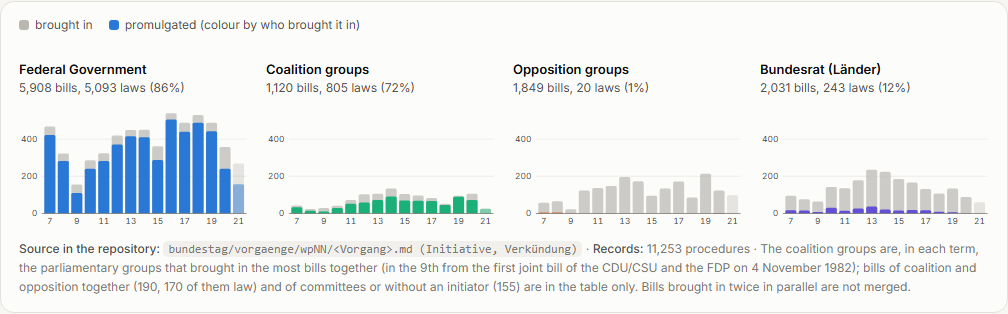 brought in promulgated (colour by who brought it in)
Federal Government
5,908 bills, 5,093 laws (86%)
400
200
0
7 9 11 13 15 17 19 21
Coalition groups
1,120 bills, 805 laws (72%)
400
200
0
7 9 11 13 15 17 19 21
Opposition groups
1,849 bills, 20 laws (1%)
400
200
0
7 9 11 13 15 17 19 21
Bundesrat (Länder)
2,031 bills, 243 laws (12%)
400
200
0
7 9 11 13 15 17 19 21
Source in the repository: bundestag/vorgaenge/wpNN/<Vorgang>.md (Initiative, Verkündung) · Records: 11,253 procedures · The coalition groups are, in each term,
the parliamentary groups that brought in the most bills together (in the 9th from the first joint bill of the CDU/CSU and the FDP on 4 November 1982); bills of coalition and
opposition together (190, 170 of them law) and of committees or without an initiator (155) are in the table only. Bills brought in twice in parallel are not merged.